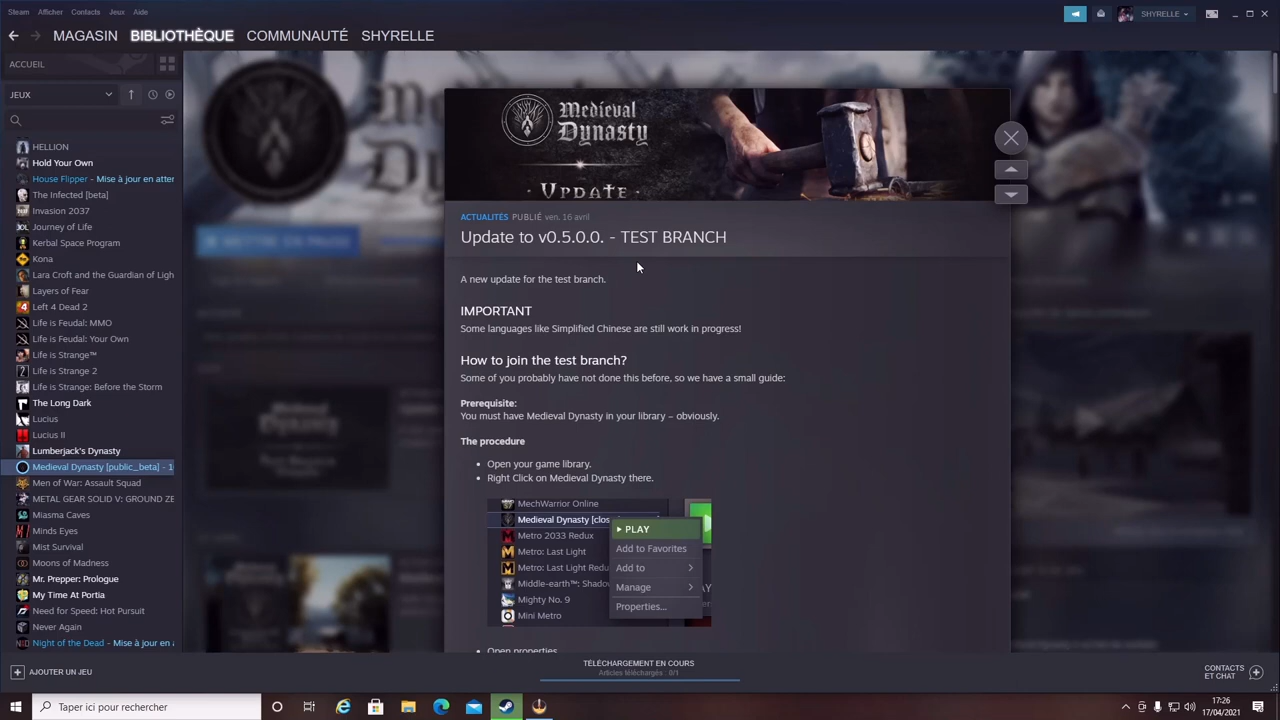 Steam Afficher Contacts Jeux Aide
SHYRELLE
MAGASIN BIBLIOTHÈQUE COMMUNAUTÉ SHYRELLE
ACCUEIL
JEUX
HELLION
Hold Your Own
House Flipper - Mise à jour en atter
The Infected [beta]
Invasion 2037
Journey of Life
Kerbal Space Program
Kona
Lara Croft and the Guardian of Ligh
Layers of Fear
Left 4 Dead 2
Life is Feudal: MMO
Life is Feudal: Your Own
Life is Strange™
Life is Strange 2
Life is Strange: Before the Storm
The Long Dark
Lucius
Lucius II
Lumberjack's Dynasty
Medieval Dynasty [public_beta] - 1
Men of War: Assault Squad
METAL GEAR SOLID V: GROUND ZE
Miasma Caves
Minds Eyes
Mist Survival
Moons of Madness
Mr. Prepper: Prologue
My Time At Portia
Need for Speed: Hot Pursuit
Never Again
Night of the Dead - Mise à jour en a
AJOUTER UN JEU
Medieval
Dynasty
UPDATE
ACTUALITÉS PUBLIÉ ven. 16 avril
Update to v0.5.0.0. - TEST BRANCH
A new update for the test branch.
IMPORTANT
Some languages like Simplified Chinese are still work in progress!
How to join the test branch?
Some of you probably have not done this before, so we have a small guide:
Prerequisite:
You must have Medieval Dynasty in your library – obviously.
The procedure
• Open your game library.
• Right Click on Medieval Dynasty there.
MechWarrior Online
Medieval Dynasty [clos
Metro 2033 Redux
Metro: Last Light
Metro: Last Light Redu
Middle-earth™: Shado
Mighty No. 9
Mini Metro
PLAY
Add to Favorites
Add to
Manage
Properties...
• Open properties
TÉLÉCHARGEMENT EN COURS
Articles téléchargés : 0/1
CONTACTS
ET CHAT
Taper ici pour rechercher
17:26
17/04/2021